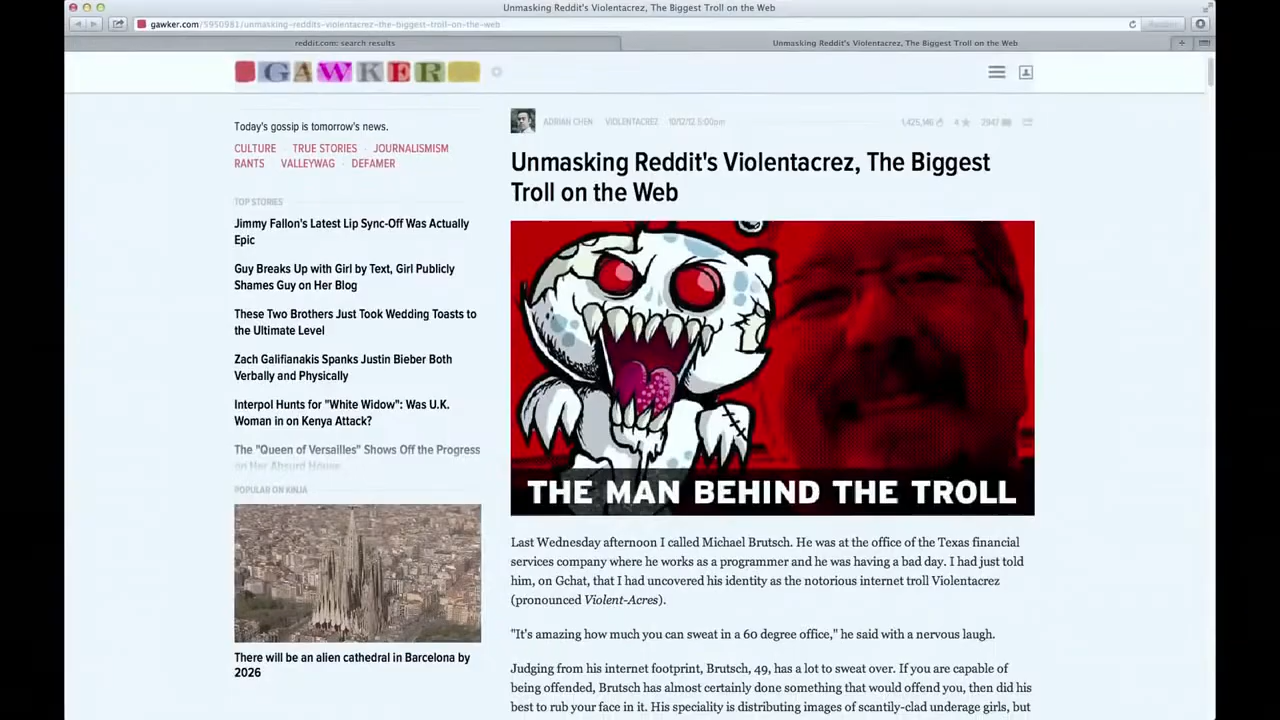 Unmasking Reddit's Violentacrez, The Biggest Troll on the Web
gawker.com/5950981/unmasking-reddits-violentacrez-the-biggest-troll-on-the-web
reddit.com: search results
Unmasking Reddit's Violentacrez, The Biggest Troll on the Web
GAWKER
Today's gossip is tomorrow's news.
CULTURE · TRUE STORIES · JOURNALISMISM
RANTS · VALLEYWAG · DEFAMER
TOP STORIES
Jimmy Fallon's Latest Lip Sync-Off Was Actually
Epic
Guy Breaks Up with Girl by Text, Girl Publicly
Shames Guy on Her Blog
These Two Brothers Just Took Wedding Toasts to
the Ultimate Level
Zach Galifianakis Spanks Justin Bieber Both
Verbally and Physically
Interpol Hunts for "White Widow": Was U.K.
Woman in on Kenya Attack?
The "Queen of Versailles" Shows Off the Progress
on Her Absurd House
POPULAR ON KINJA
There will be an alien cathedral in Barcelona by
2026
ADRIAN CHEN VIOLENTACREZ 10/12/12 5:00pm
1,425,146 4 2947
Unmasking Reddit's Violentacrez, The Biggest
Troll on the Web
THE MAN BEHIND THE TROLL
Last Wednesday afternoon I called Michael Brutsch. He was at the office of the Texas financial
services company where he works as a programmer and he was having a bad day. I had just told
him, on Gchat, that I had uncovered his identity as the notorious internet troll Violentacrez
(pronounced Violent-Acres).
"It's amazing how much you can sweat in a 60 degree office," he said with a nervous laugh.
Judging from his internet footprint, Brutsch, 49, has a lot to sweat over. If you are capable of
being offended, Brutsch has almost certainly done something that would offend you, then did his
best to rub your face in it. His speciality is distributing images of scantily-clad underage girls, but